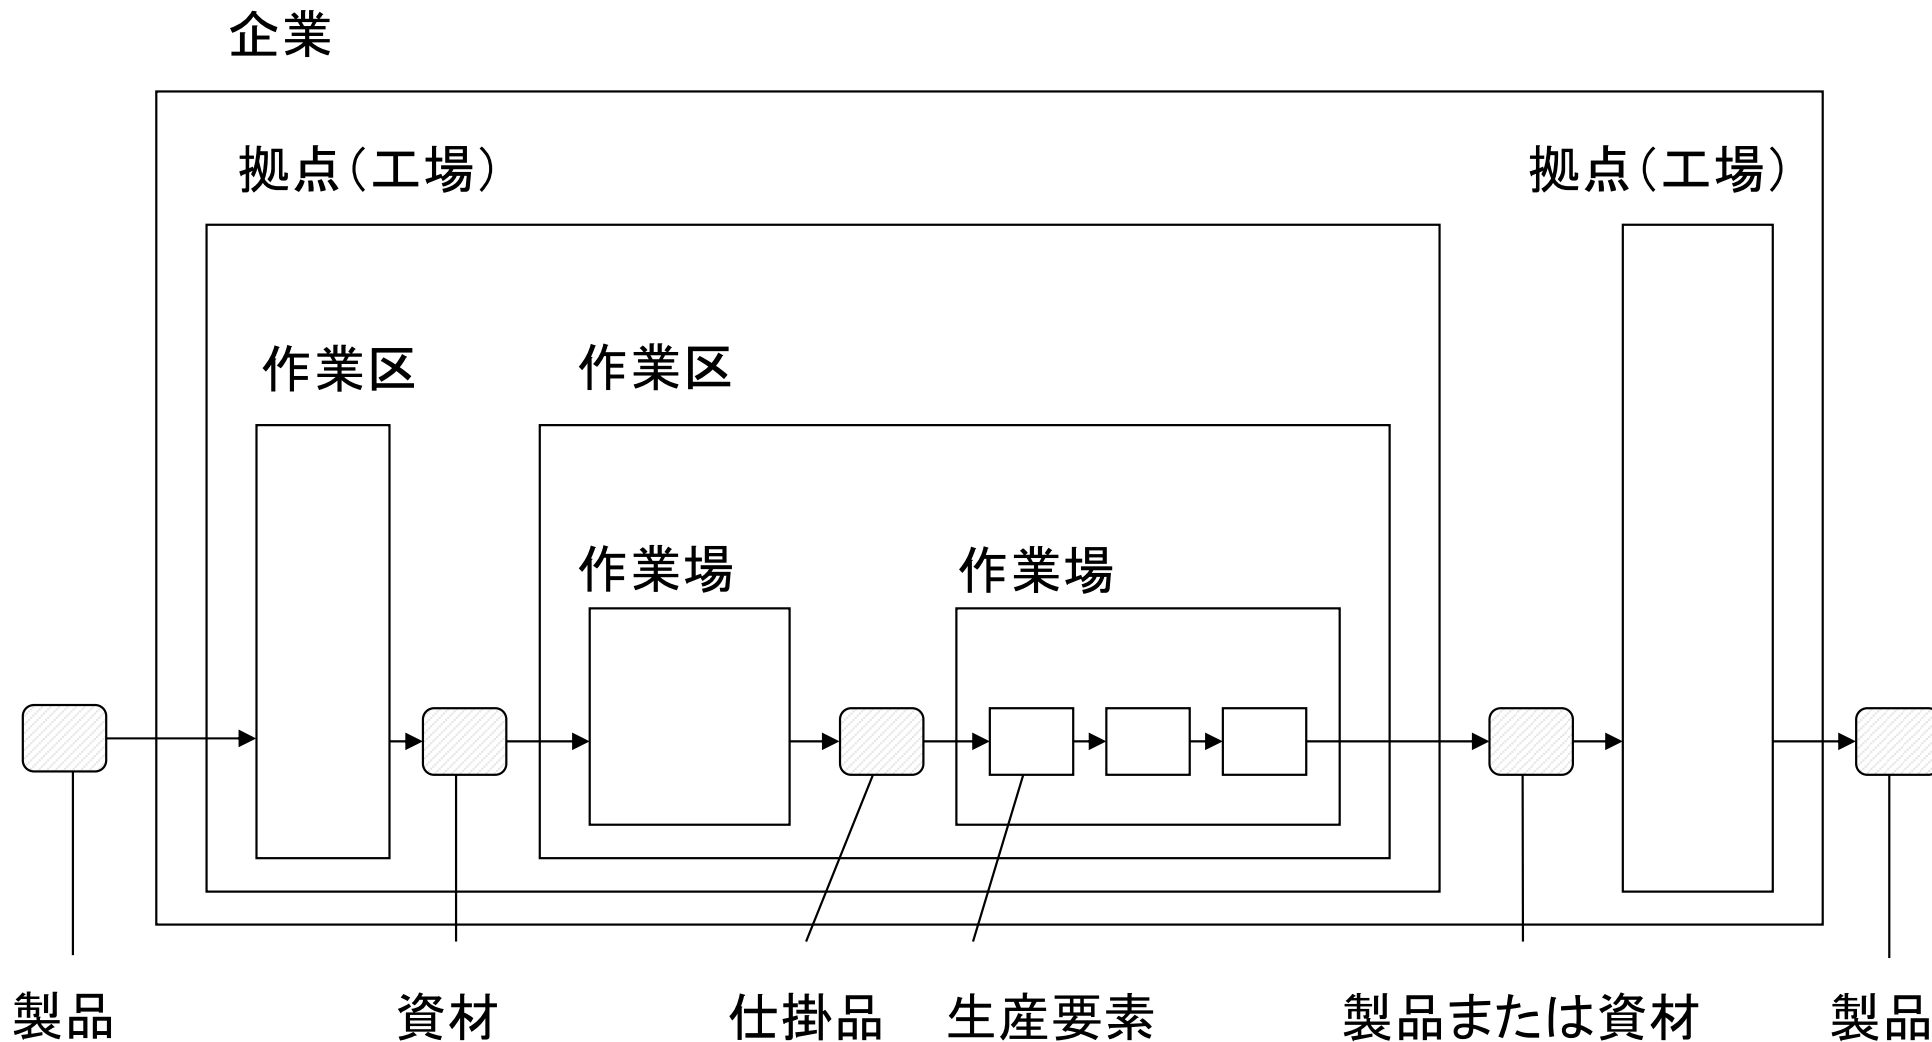 企業
拠点（工場）
拠点（工場）
作業区
作業区
作業場
作業場
製品
資材
仕掛品
生産要素
製品または資材
製品